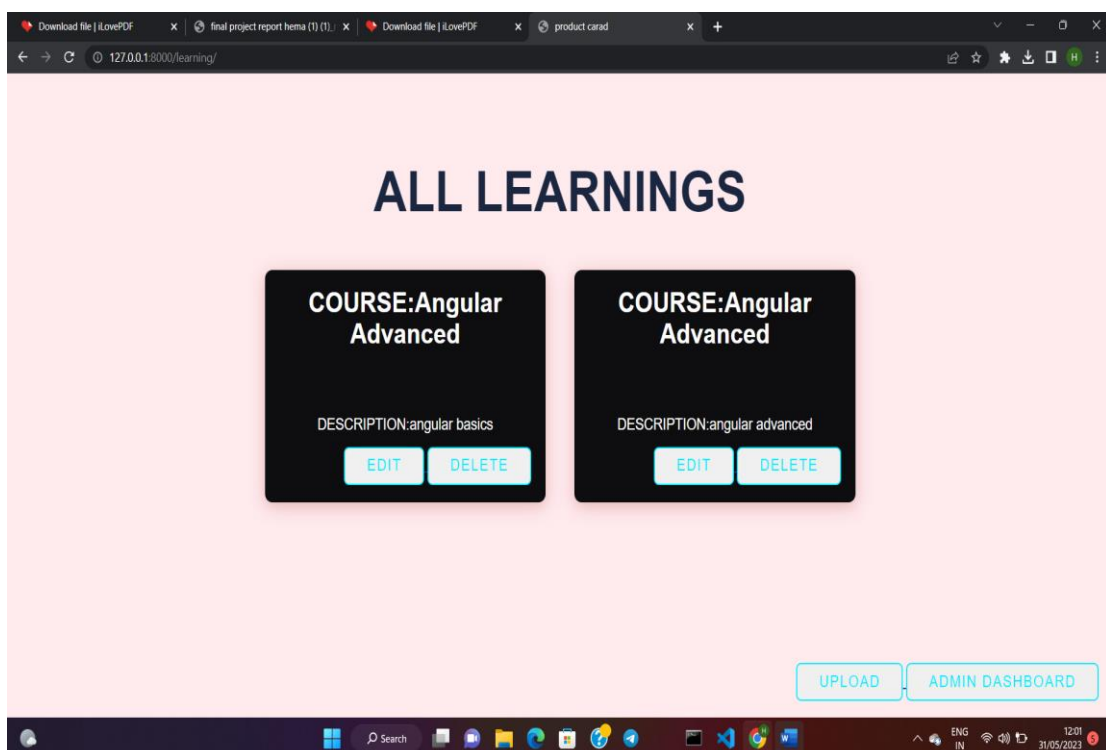 Download file | iLovePDF
final project report hema (1) (1)
Download file | iLovePDF
product carad
127.0.0.1:8000/learning/
H
ALL LEARNINGS
COURSE:Angular
Advanced
DESCRIPTION:angular basics
EDIT DELETE
COURSE:Angular
Advanced
DESCRIPTION:angular advanced
EDIT DELETE
UPLOAD ADMIN DASHBOARD
Search
ENG
IN
12:01
31/05/2023
5